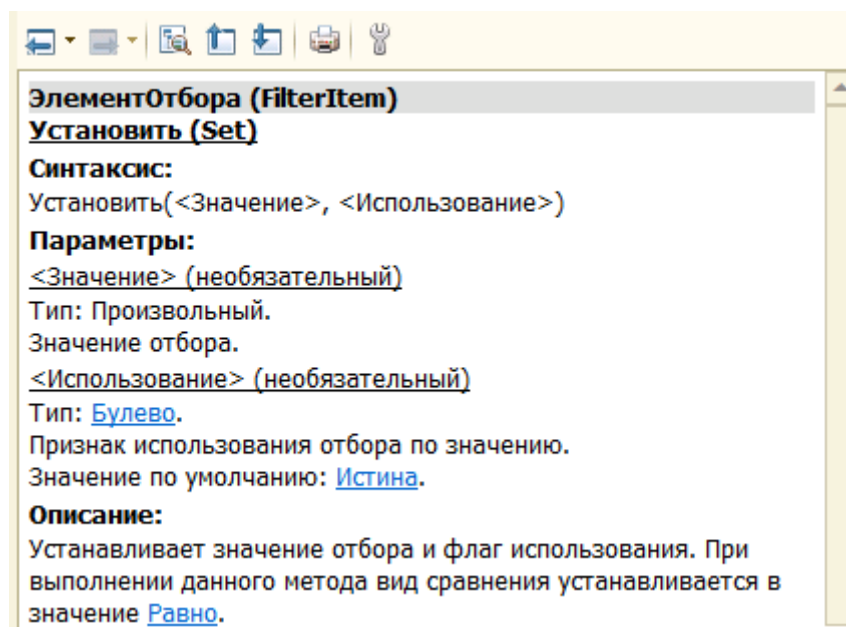 ЭлементОтбора (FilterItem)
Установить (Set)
Синтаксис:
Установить(<Значение>, <Использование>)
Параметры:
<Значение> (необязательный)
Тип: Произвольный.
Значение отбора.
<Использование> (необязательный)
Тип: Булево.
Признак использования отбора по значению.
Значение по умолчанию: Истина.
Описание:
Устанавливает значение отбора и флаг использования. При
выполнении данного метода вид сравнения устанавливается в
значение Равно.